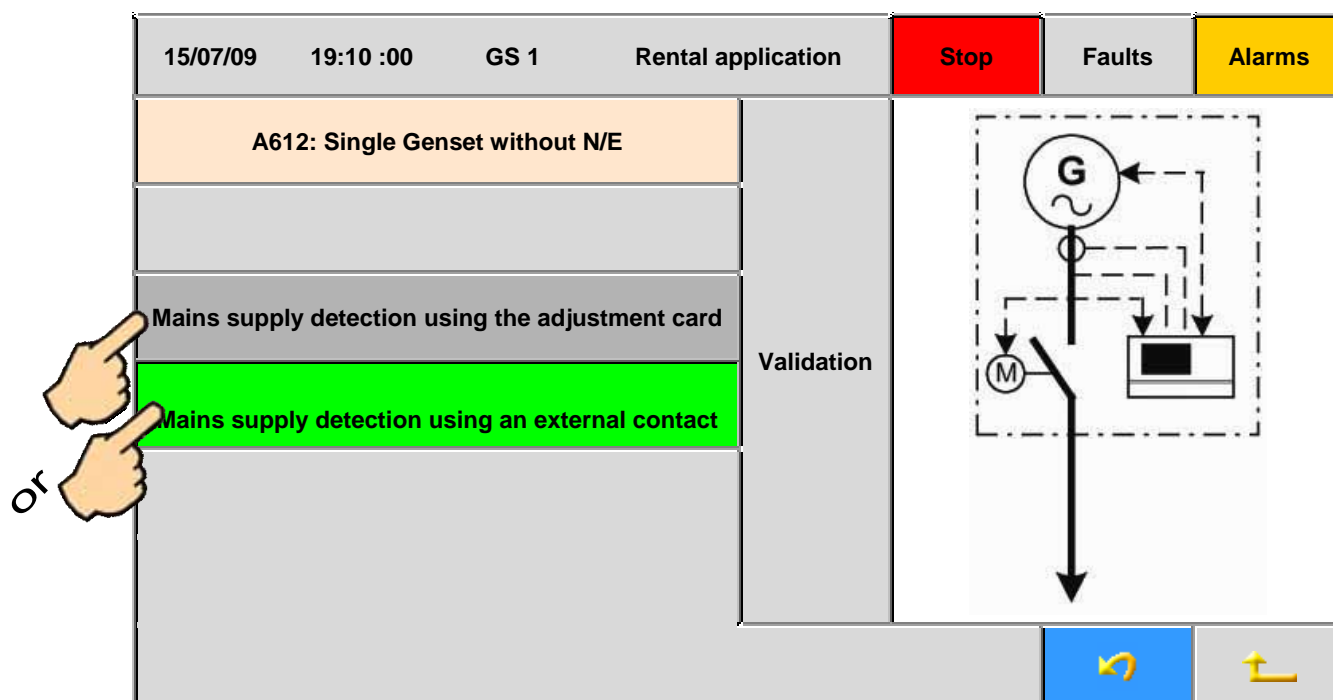 15/07/09 19:10 :00 GS 1 Rental application Stop Faults Alarms
A612: Single Genset without N/E
G
Mains supply detection using the adjustment card
Validation
M
Mains supply detection using an external contact
or